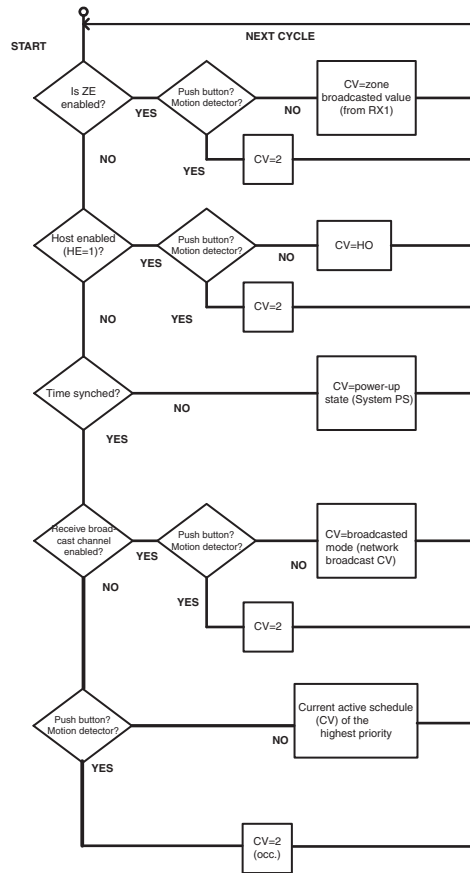 NEXT CYCLE
START
Is ZE
enabled?
YES
Push button?
Motion detector?
NO
CV=zone
broadcasted value
(from RX1)
NO
YES
CV=2
Host enabled
(HE=1)?
YES
Push button?
Motion detector?
NO
CV=HO
NO
YES
CV=2
Time synched?
NO
CV=power-up
state (System PS)
YES
Receive broad-
cast channel
enabled?
YES
Push button?
Motion detector?
NO
CV=broadcasted
mode (network
broadcast CV)
NO
YES
CV=2
Push button?
Motion detector?
NO
Current active schedule
(CV) of the
highest priority
YES
CV=2
(occ.)